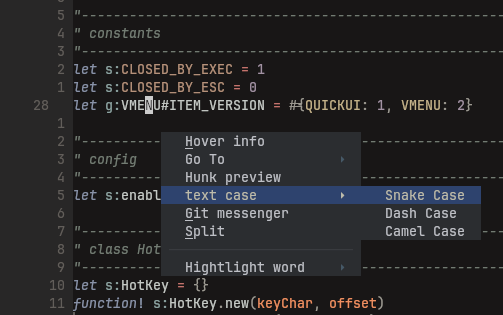 5 "--------------------------------------------------
4 " constants
3 "--------------------------------------------------
2 let s:CLOSED_BY_EXEC = 1
1 let s:CLOSED_BY_ESC = 0
28 let g:VMENU#ITEM_VERSION = #{QUICKUI: 1, VMENU: 2}
1
2 "--------------------------------------------------
3 " config
4 "--------------------------------------------------
5 let s:enabl
6
7 "--------------------------------------------------
8 " class Hot
9 "--------------------------------------------------
10 let s:HotKey = {}
11 function! s:HotKey.new(keyChar, offset)
Hover info
Go To ›
Hunk preview
text case ›
Git messenger
Split
Hightlight word ›
Snake Case
Dash Case
Camel Case